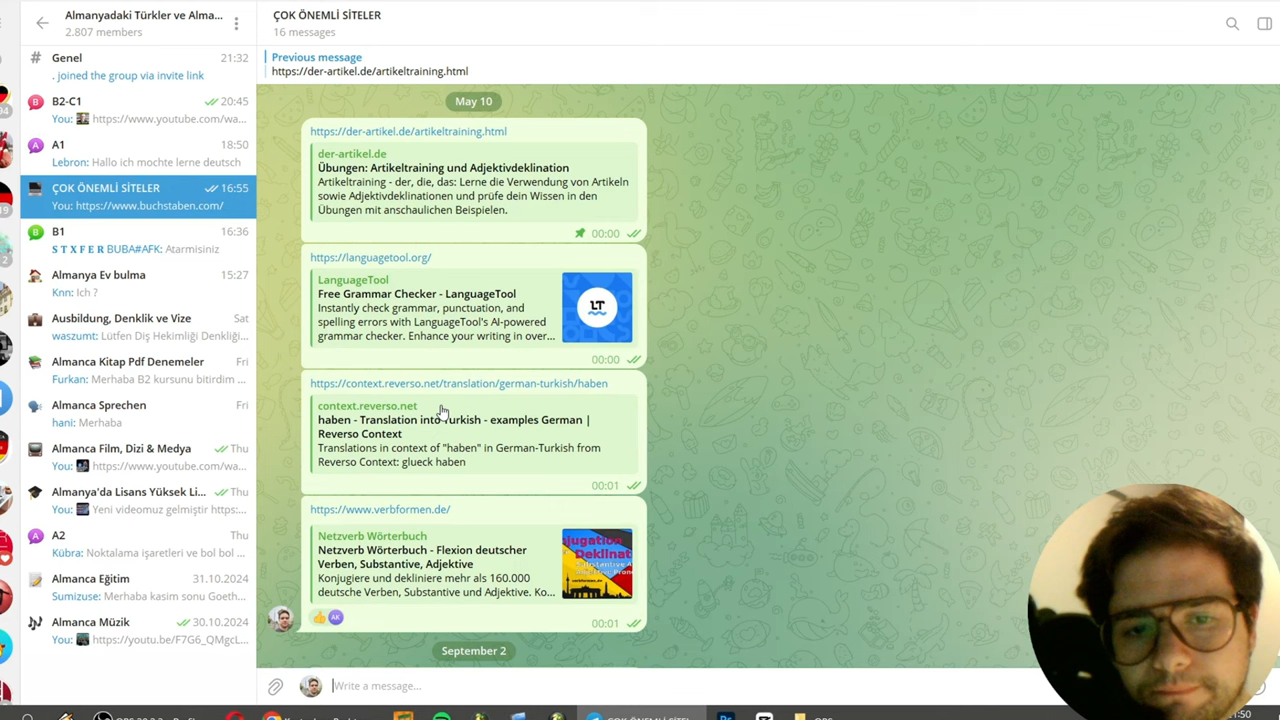 Almanyadaki Türkler ve Alma...
2.807 members
Genel 21:32
. joined the group via invite link
B2-C1 20:45
You: https://www.youtube.com/wa...
A1 18:50
Lebron: Hallo ich mochte lerne deutsch
ÇOK ÖNEMLİ SİTELER 16:55
You: https://www.buchstaben.com/
B1 16:36
S T X F E R BUBA#AFK: Atarmisiniz
Almanya Ev bulma 15:27
Knn: Ich ?
Ausbildung, Denklik ve Vize Sat
waszumt: Lütfen Diş Hekimliği Denkliği...
Almanca Kitap Pdf Denemeler Fri
Furkan: Merhaba B2 kursunu bitirdim ...
Almanca Sprechen Fri
hani: Merhaba
Almanca Film, Dizi & Medya Thu
You: https://www.youtube.com/wa...
Almanya'da Lisans Yüksek Li... Thu
You: Yeni videomuz gelmiştir https:...
A2 Thu
Kübra: Noktalama işaretleri ve bol bol ...
Almanca Eğitim 31.10.2024
Sumizuse: Merhaba kasim sonu Goeth...
Almanca Müzik 30.10.2024
You: https://youtu.be/F7G6_QMgcL...
ÇOK ÖNEMLİ SİTELER
16 messages
Previous message
https://der-artikel.de/artikeltraining.html
May 10
https://der-artikel.de/artikeltraining.html
der-artikel.de
Übungen: Artikeltraining und Adjektivdeklination
Artikeltraining - der, die, das: Lerne die Verwendung von Artikeln
sowie Adjektivdeklinationen und prüfe dein Wissen in den
Übungen mit anschaulichen Beispielen.
00:00
https://languagetool.org/
LanguageTool
Free Grammar Checker - LanguageTool
Instantly check grammar, punctuation, and
spelling errors with LanguageTool's AI-powered
grammar checker. Enhance your writing in over...
LT
00:00
https://context.reverso.net/translation/german-turkish/haben
context.reverso.net
haben - Translation into Turkish - examples German |
Reverso Context
Translations in context of "haben" in German-Turkish from
Reverso Context: glueck haben
00:01
https://www.verbformen.de/
Netzverb Wörterbuch
Netzverb Wörterbuch - Flexion deutscher
Verben, Substantive, Adjektive
Konjugiere und dekliniere mehr als 160.000
deutsche Verben, Substantive und Adjektive. Ko...
AK
00:01
September 2
Write a message...